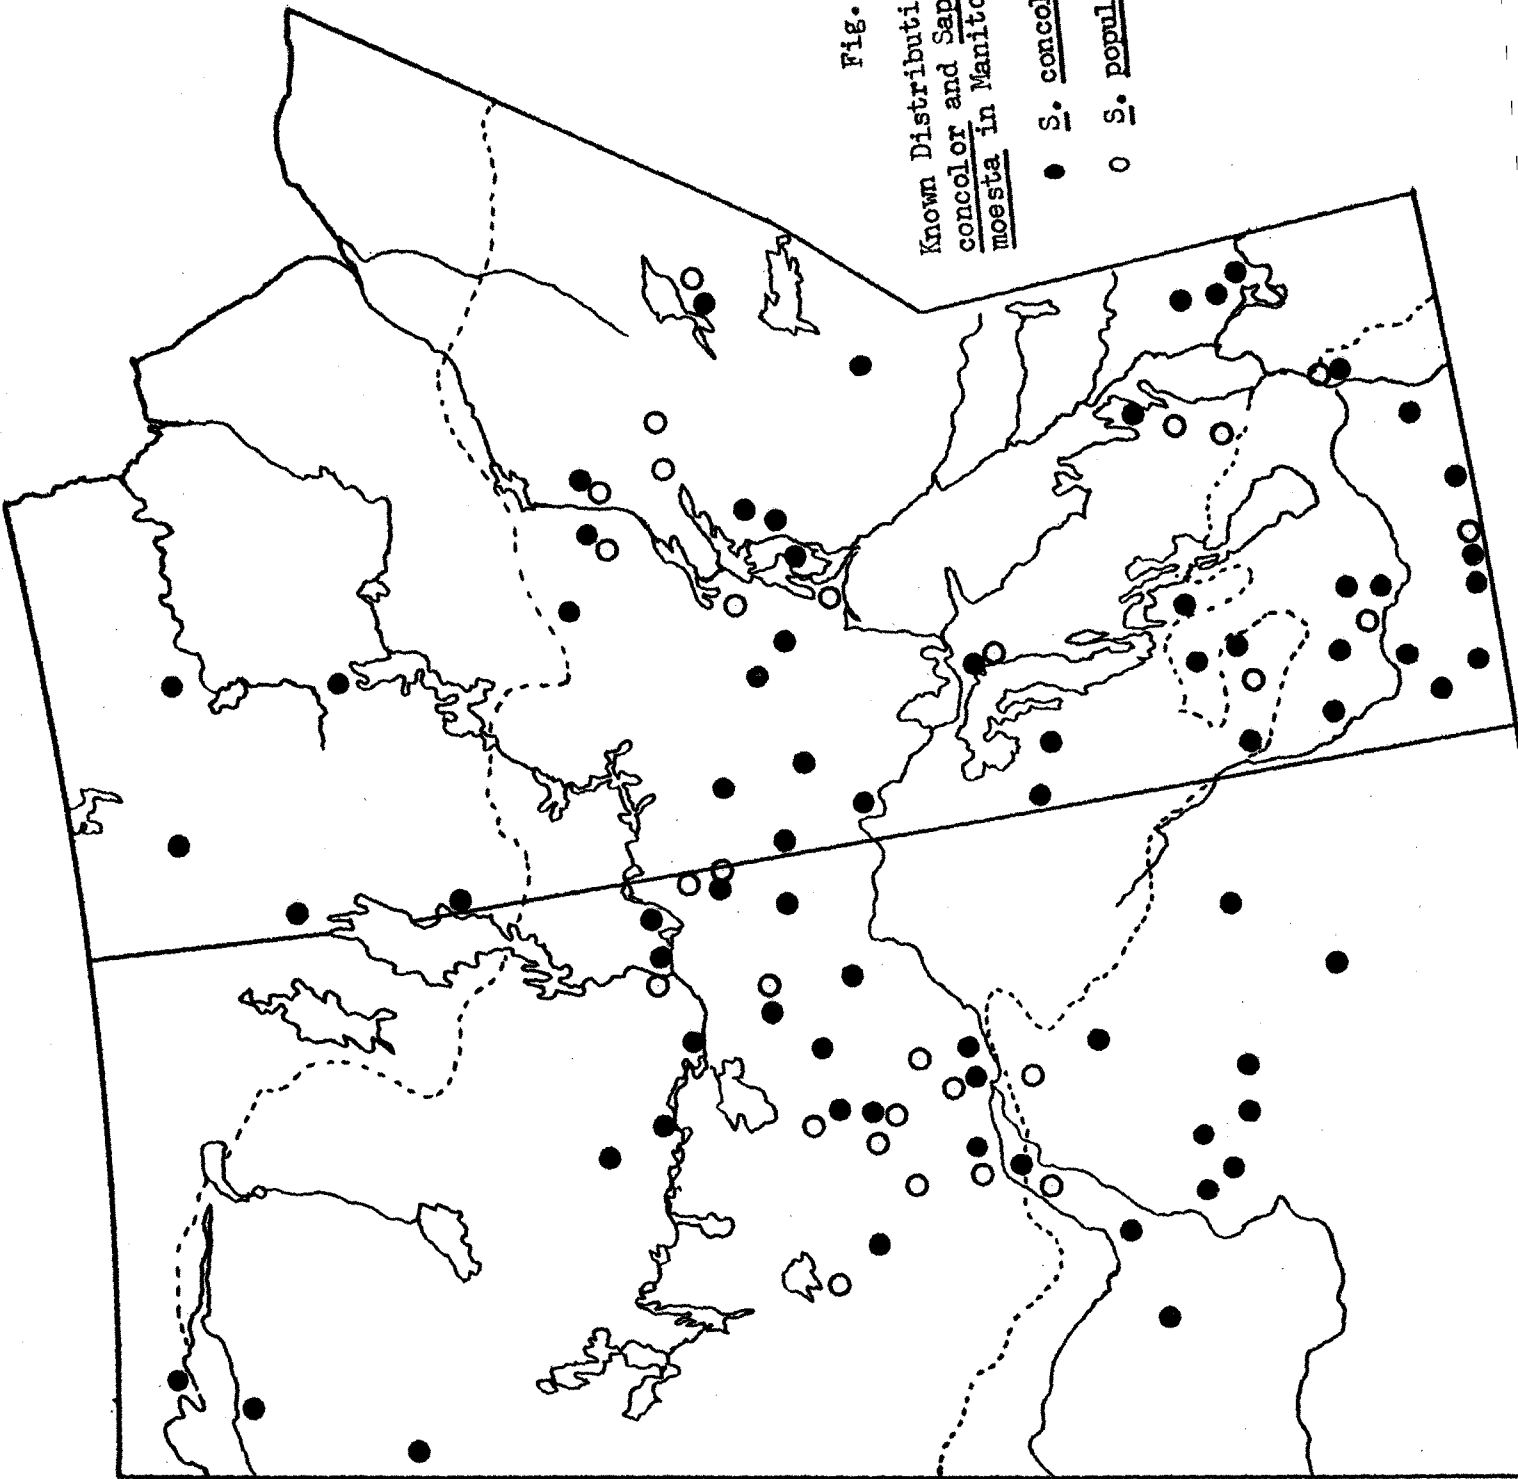 Fig.
Known Distributi
concolor and Sap
moesta in Manito
● S. concol
○ S. popul